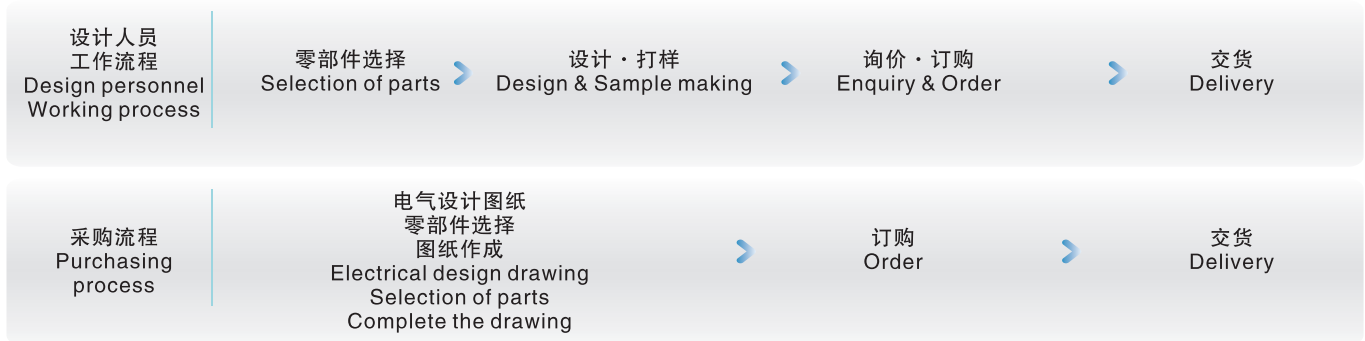 设计人员
工作流程
Design personnel
Working process
零部件选择
Selection of parts
设计·打样
Design & Sample making
询价·订购
Enquiry & Order
交货
Delivery
采购流程
Purchasing
process
电气设计图纸
零部件选择
图纸作成
Electrical design drawing
Selection of parts
Complete the drawing
订购
Order
交货
Delivery